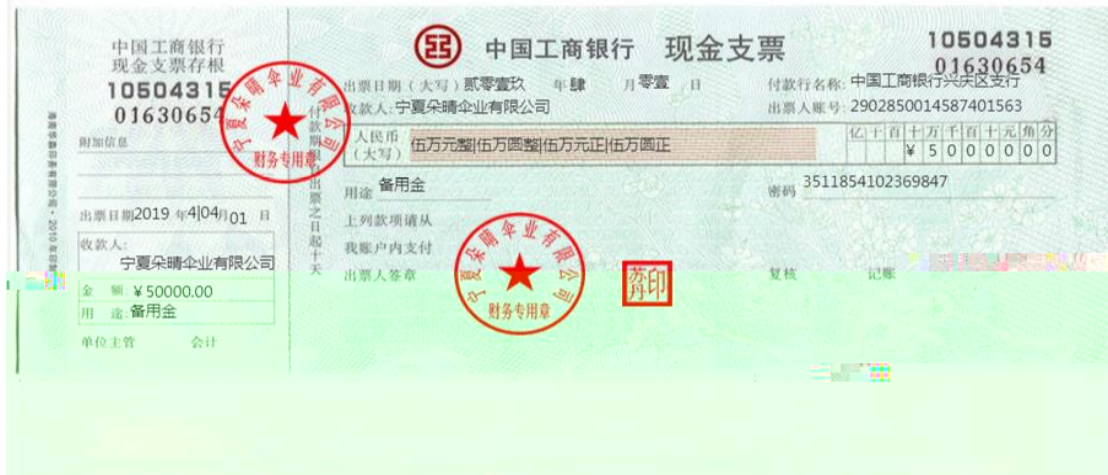 中国工商银行
现金支票存根
10504315
01630654
附加信息
出票日期2019 年4|04月01 日
收款人:
宁夏朵晴伞业有限公司
金 额 ¥50000.00
用 途:备用金
单位主管 会计
付款期限自出票之日起十天
中国工商银行 现金支票
10504315
01630654
出票日期(大写)贰零壹玖 年肆 月零壹 日
付款行名称:中国工商银行兴庆区支行
收款人:宁夏朵晴伞业有限公司
出票人账号:2902850014587401563
人民币(大写) 伍万元整|伍万圆整|伍万元正|伍万圆正
亿千百十万千百十元角分
¥5000000
用途 备用金
密码 3511854102369847
上列款项请从
我账户内支付
出票人签章
复核 记账
宁夏朵晴伞业有限公司
财务专用章
宁夏朵晴伞业有限公司
财务专用章
苏丹印